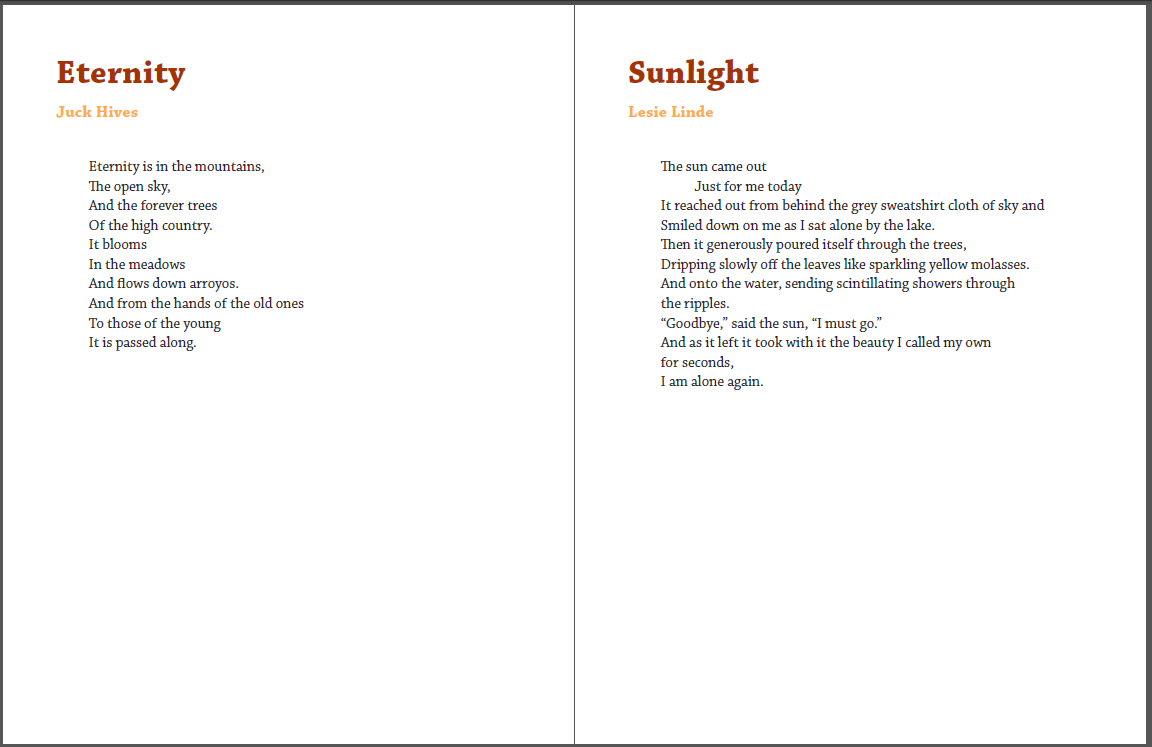 Eternity
Juck Hives
Eternity is in the mountains,
The open sky,
And the forever trees
Of the high country.
It blooms
In the meadows
And flows down arroyos.
And from the hands of the old ones
To those of the young
It is passed along.
Sunlight
Lesie Linde
The sun came out
Just for me today
It reached out from behind the grey sweatshirt cloth of sky and
Smiled down on me as I sat alone by the lake.
Then it generously poured itself through the trees,
Dripping slowly off the leaves like sparkling yellow molasses.
And onto the water, sending scintillating showers through
the ripples.
“Goodbye,” said the sun, “I must go.”
And as it left it took with it the beauty I called my own
for seconds,
I am alone again.